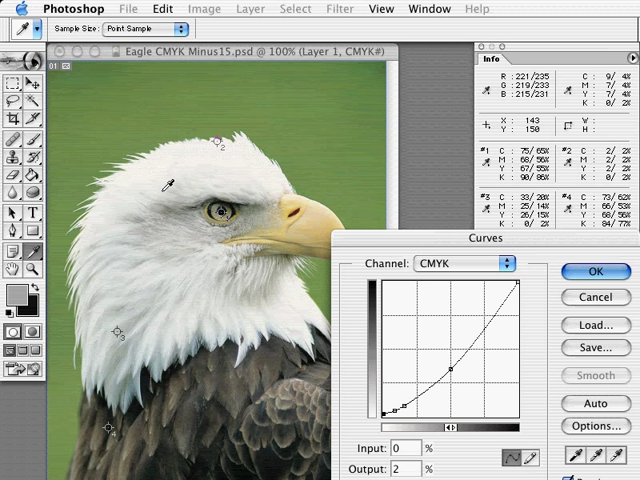 Photoshop File Edit Image Layer Select Filter View Window Help
Sample Size: Point Sample
Eagle CMYK Minus15.psd @ 100% (Layer 1, CMYK/#)
Info
R : 221/235 C : 9/ 4%
G : 219/233 M : 7/ 4%
B : 215/231 Y : 7/ 4%
K : 0/ 2%
X : 143 W :
Y : 150 H :
#1 C : 75/ 65% #2 C : 2/ 2%
M : 68/ 56% M : 2/ 2%
Y : 67/ 55% Y : 2/ 2%
K : 90/ 86% K : 0/ 2%
#3 C : 33/ 20% #4 C : 73/ 62%
M : 25/ 14% M : 66/ 53%
Y : 26/ 15% Y : 68/ 56%
K : 0/ 2% K : 84/ 77%
2
3
4
Curves
Channel: CMYK
OK
Cancel
Load...
Save...
Smooth
Auto
Options...
Input: 0 %
Output: 2 %